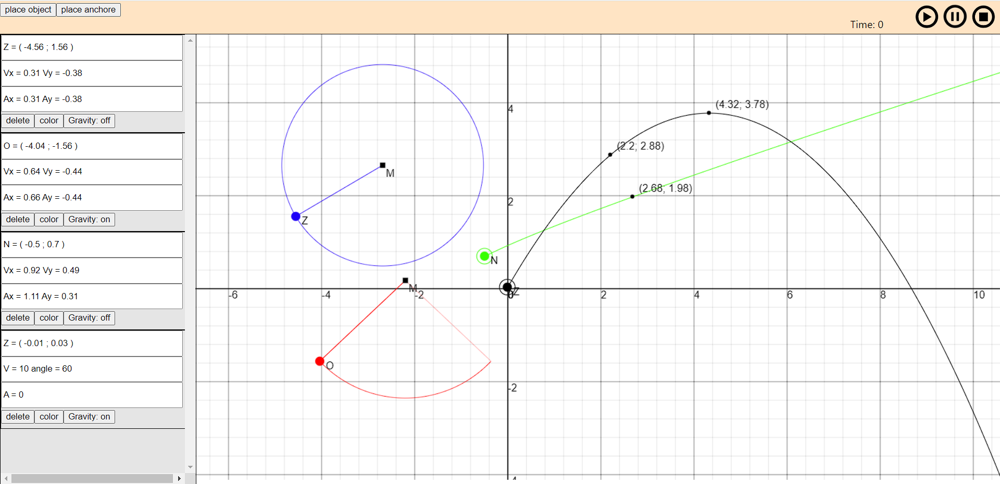 place object place anchore
Time: 0
Z = ( -4.56 ; 1.56 )
Vx = 0.31 Vy = -0.38
Ax = 0.31 Ay = -0.38
delete color Gravity: off
O = ( -4.04 ; -1.56 )
Vx = 0.64 Vy = -0.44
Ax = 0.66 Ay = -0.44
delete color Gravity: on
N = ( -0.5 ; 0.7 )
Vx = 0.92 Vy = 0.49
Ax = 1.11 Ay = 0.31
delete color Gravity: off
Z = ( -0.01 ; 0.03 )
V = 10 angle = 60
A = 0
delete color Gravity: on
4
(4.32; 3.78)
(2.2; 2.88)
M
(2.68; 1.98)
2
Z
N
M
Z
-6 -4 -2 0 2 4 6 8 10
O
-2